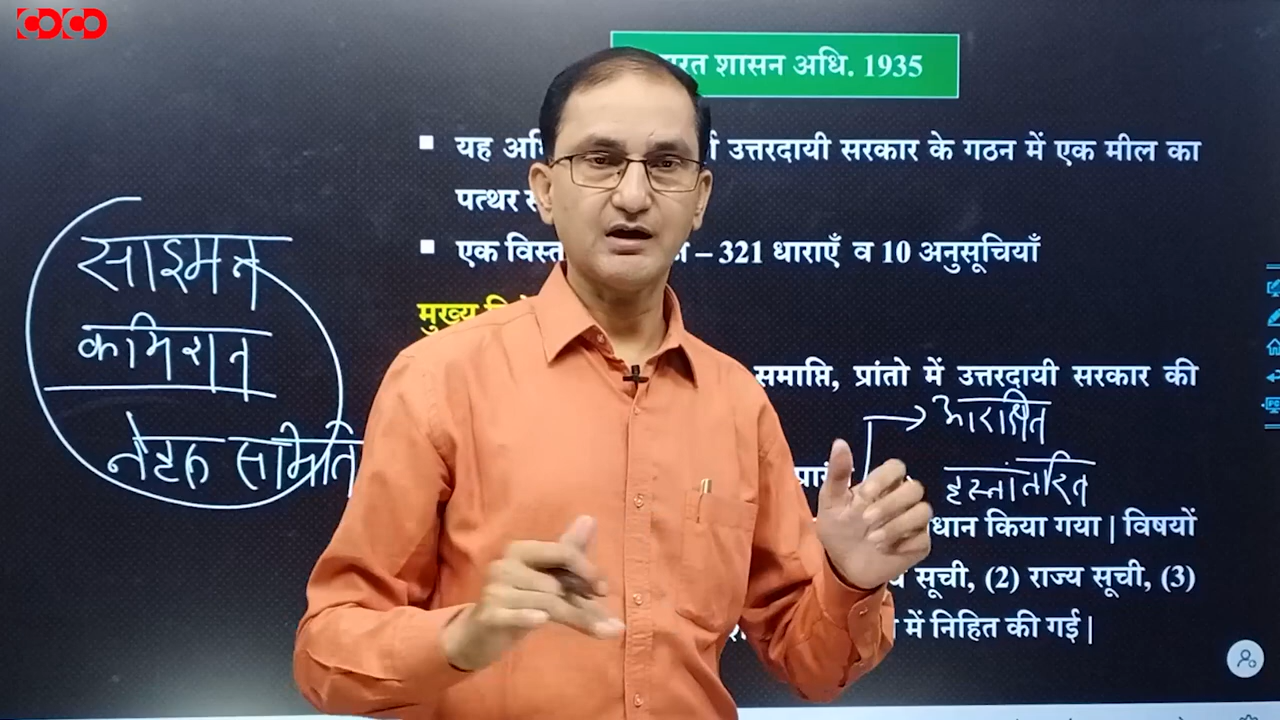 COCO
शासन अधि. 1935
यह उत्तरदायी सरकार के गठन में एक मील का
पत्थर
एक – 321 धाराएँ व 10 अनुसूचियाँ
मुख्य
समाप्ति, प्रांतो में उत्तरदायी सरकार की
आरक्षित
हस्तांतरित
किया गया | विषयों
सूची, (2) राज्य सूची, (3)
में निहित की गई |
साइमन
कमिशन
नेहरू समिति